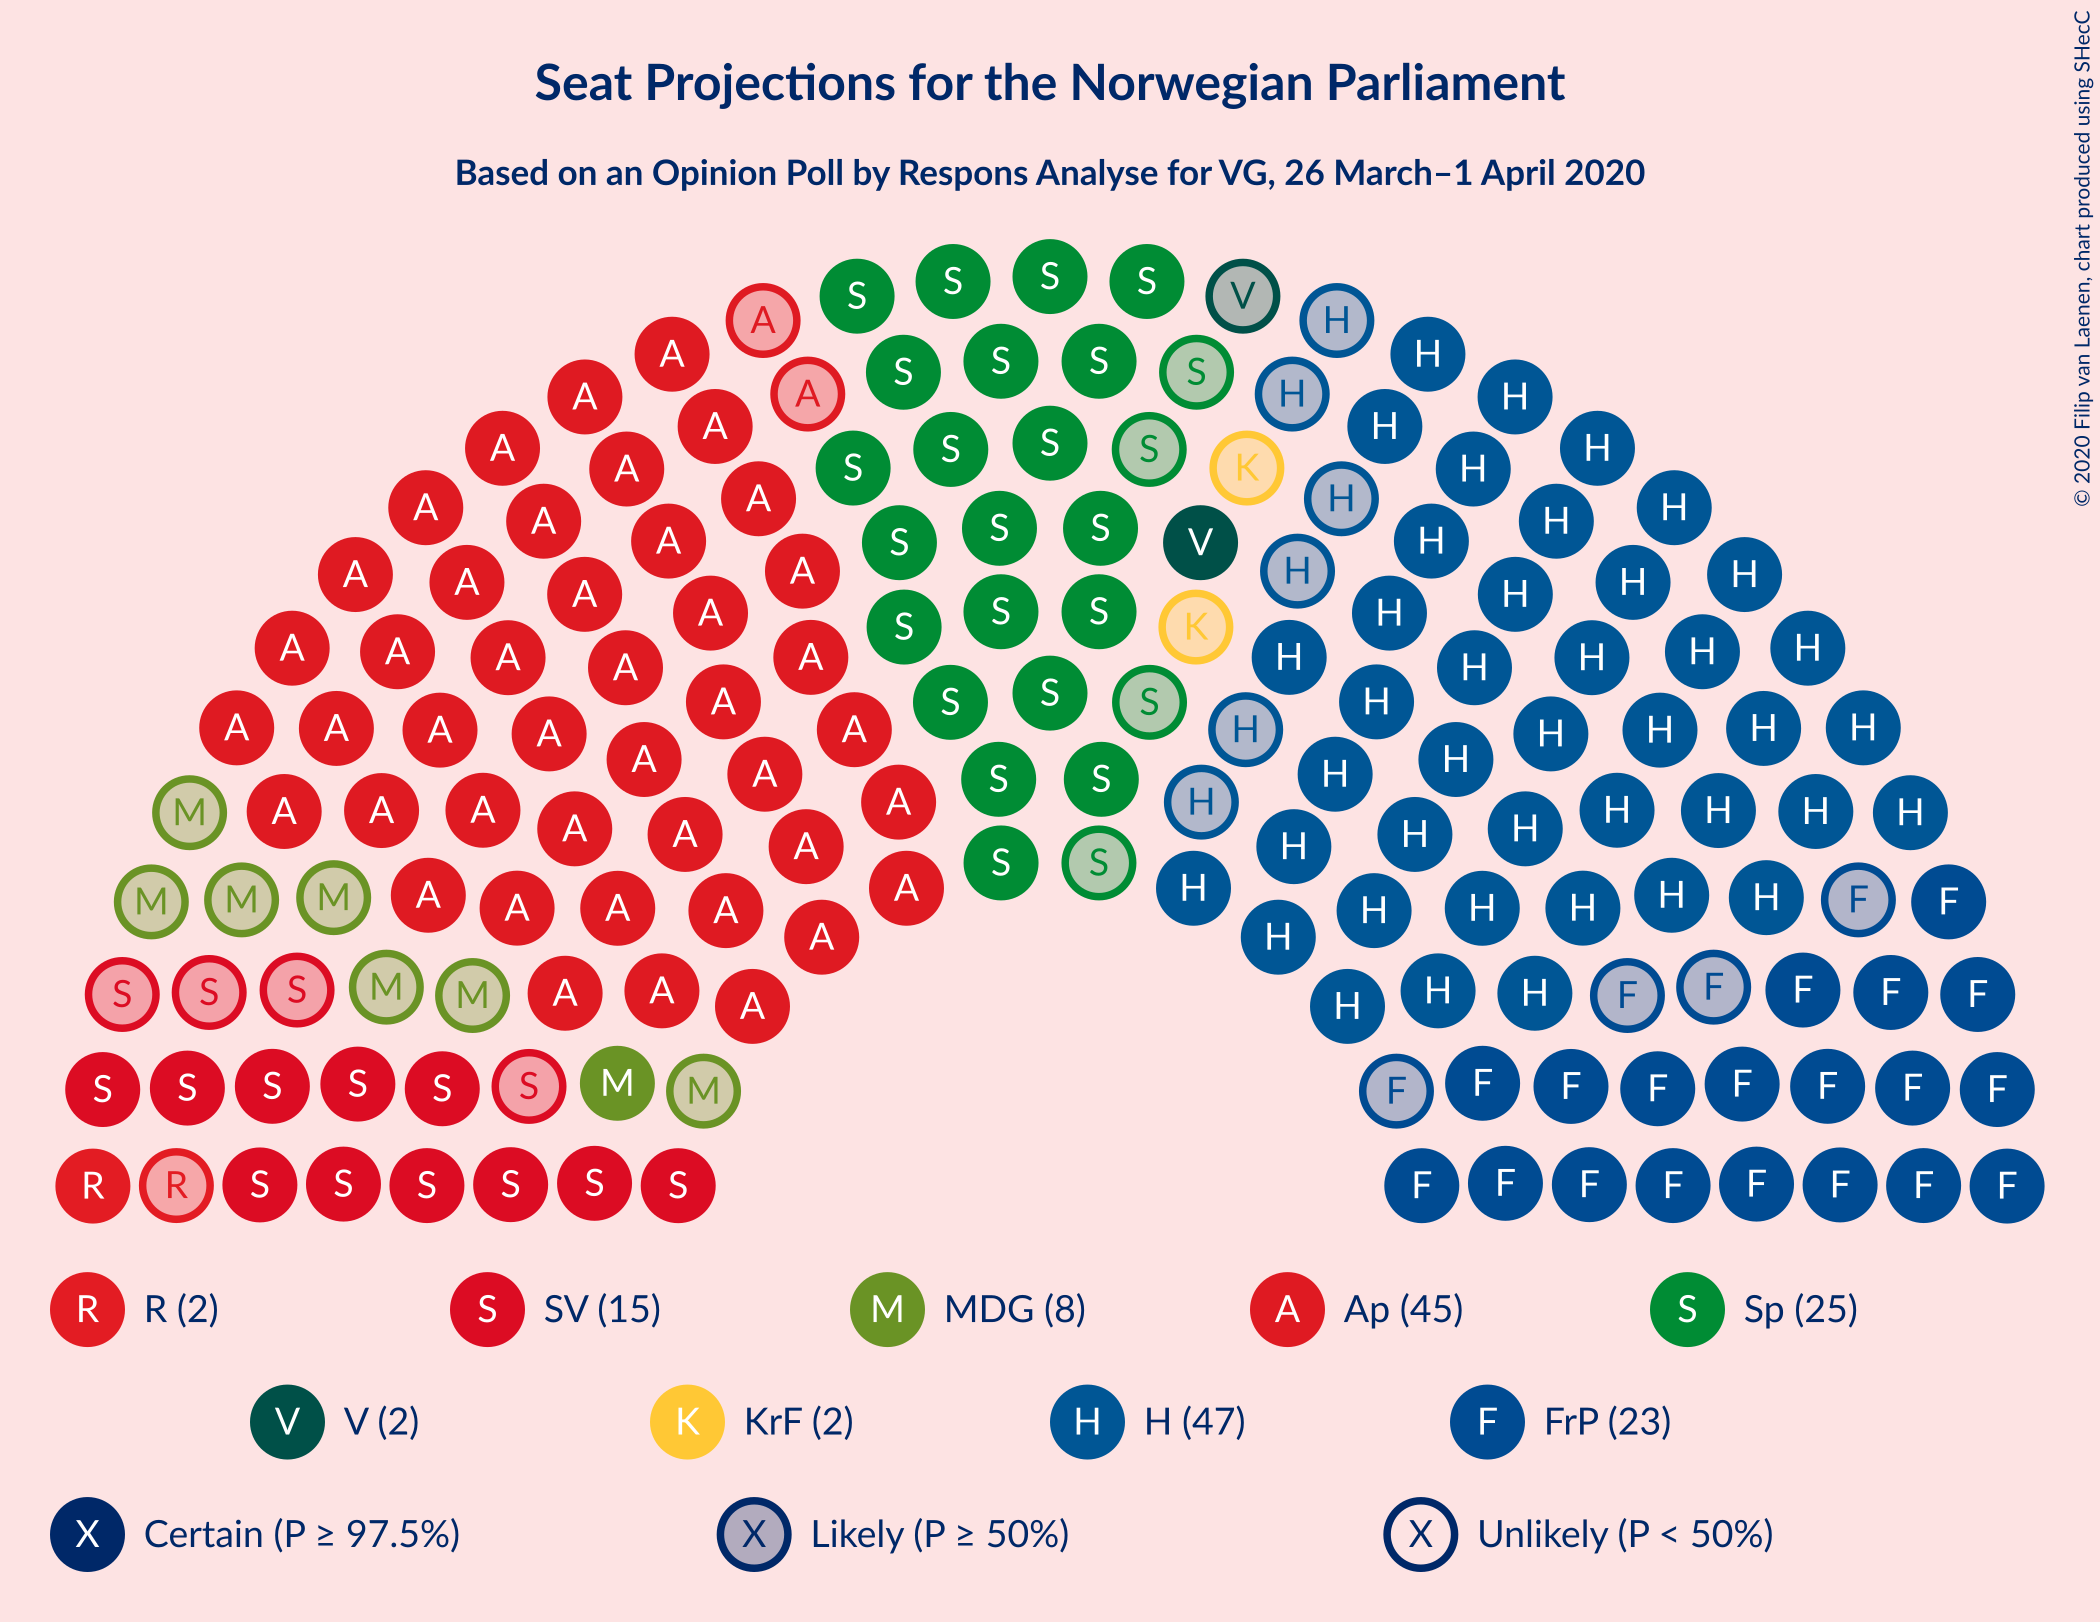 Seat Projections for the Norwegian Parliament
Based on an Opinion Poll by Respons Analyse for VG, 26 March–1 April 2020
© 2020 Filip van Laenen, chart produced using SHecC
S S S S V H
A S S S S H H
A A S S S S K H H
A A A S S S V H H H
A A A A S S S K H H H H
A A A A A S S S H H H H H
A A A A A A S S H H H H H H
A A A A A A A S S H H H H H H H
R R S S S S S S F F F F F F F F
R R (2) S SV (15) M MDG (8) A Ap (45) S Sp (25)
V V (2) K KrF (2) H H (47) F FrP (23)
X Certain (P ≥ 97.5%) X Likely (P ≥ 50%) X Unlikely (P < 50%)